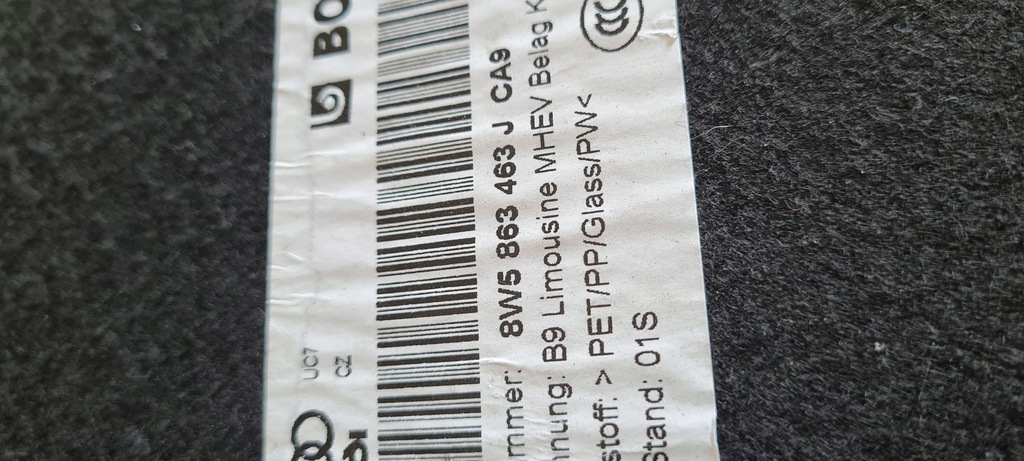 UC7
CZ
mmer: 8W5 863 463 J CA9
nnung: B9 Limousine MHEV Belag K
stoff: > PET/PP/Glass/PW<
Stand: 01S
BO
CCC